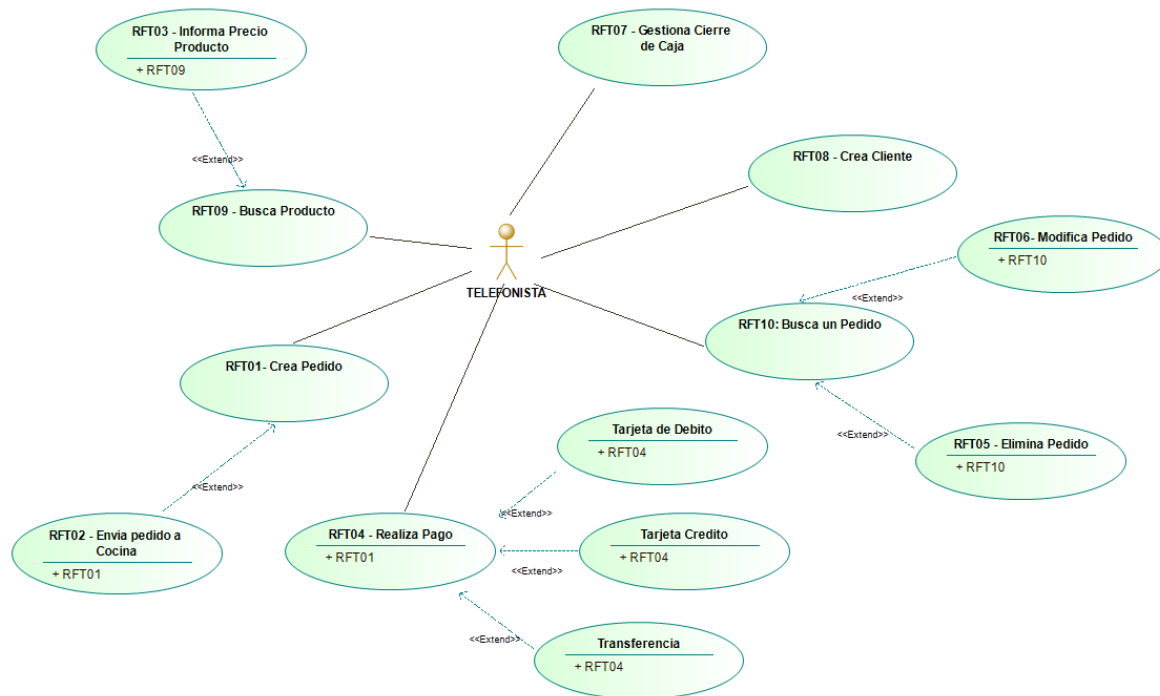 RFT03 - Informa Precio
Producto
+ RFT09
RFT07 - Gestiona Cierre
de Caja
<<Extend>>
RFT08 - Crea Cliente
RFT09 - Busca Producto
RFT06- Modifica Pedido
+ RFT10
TELEFONISTA
<<Extend>>
RFT10: Busca un Pedido
RFT01- Crea Pedido
<<Extend>>
RFT05 - Elimina Pedido
+ RFT10
Tarjeta de Debito
+ RFT04
<<Extend>>
<<Extend>>
RFT02 - Envia pedido a
Cocina
+ RFT01
RFT04 - Realiza Pago
+ RFT01
Tarjeta Credito
+ RFT04
<<Extend>>
<<Extend>>
Transferencia
+ RFT04